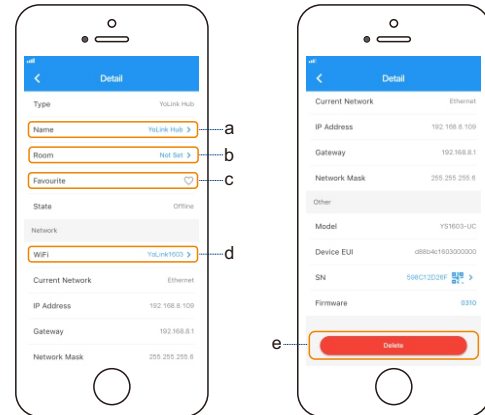 Detail
Type YoLink Hub
Name YoLink Hub >
a
Room Not Set >
b
Favourite
c
State Offline
Network
WiFi YoLink1603 >
d
Current Network Ethernet
IP Address 192.168.8.109
Gateway 192.168.8.1
Network Mask 255.255.255.6
Detail
Current Network Ethernet
IP Address 192.168.8.109
Gateway 192.168.8.1
Network Mask 255.255.255.6
Other
Model YS1603-UC
Device EUI d88b4c1603000000
SN 598C12D26F >
Firmware 0310
e
Delete